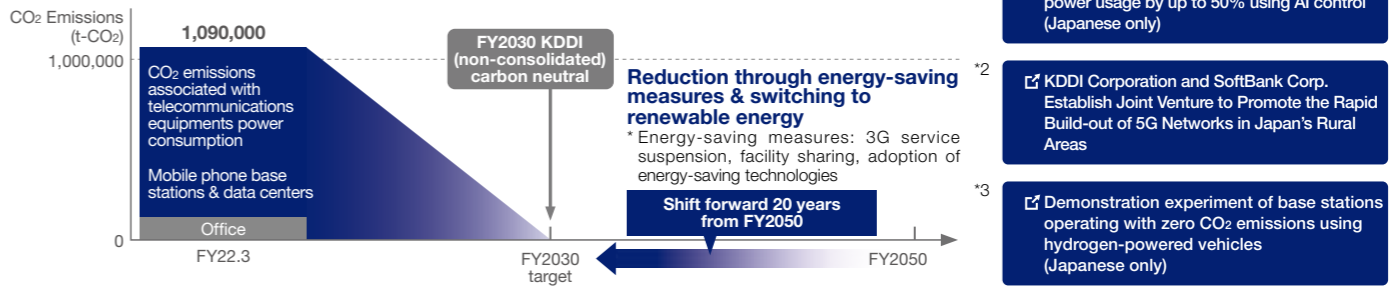 CO2 Emissions
(t-CO2)
1,090,000
1,000,000
CO2 emissions
associated with
telecommunications
equipments power
consumption
Mobile phone base
stations & data centers
Office
0
FY22.3
FY2030 KDDI
(non-consolidated)
carbon neutral
Reduction through energy-saving
measures & switching to
renewable energy
* Energy-saving measures: 3G service
suspension, facility sharing, adoption of
energy-saving technologies
Shift forward 20 years
from FY2050
FY2030
target
FY2050
power usage by up to 50% using AI control
(Japanese only)
*2
KDDI Corporation and SoftBank Corp.
Establish Joint Venture to Promote the Rapid
Build-out of 5G Networks in Japan's Rural
Areas
*3
Demonstration experiment of base stations
operating with zero CO2 emissions using
hydrogen-powered vehicles
(Japanese only)